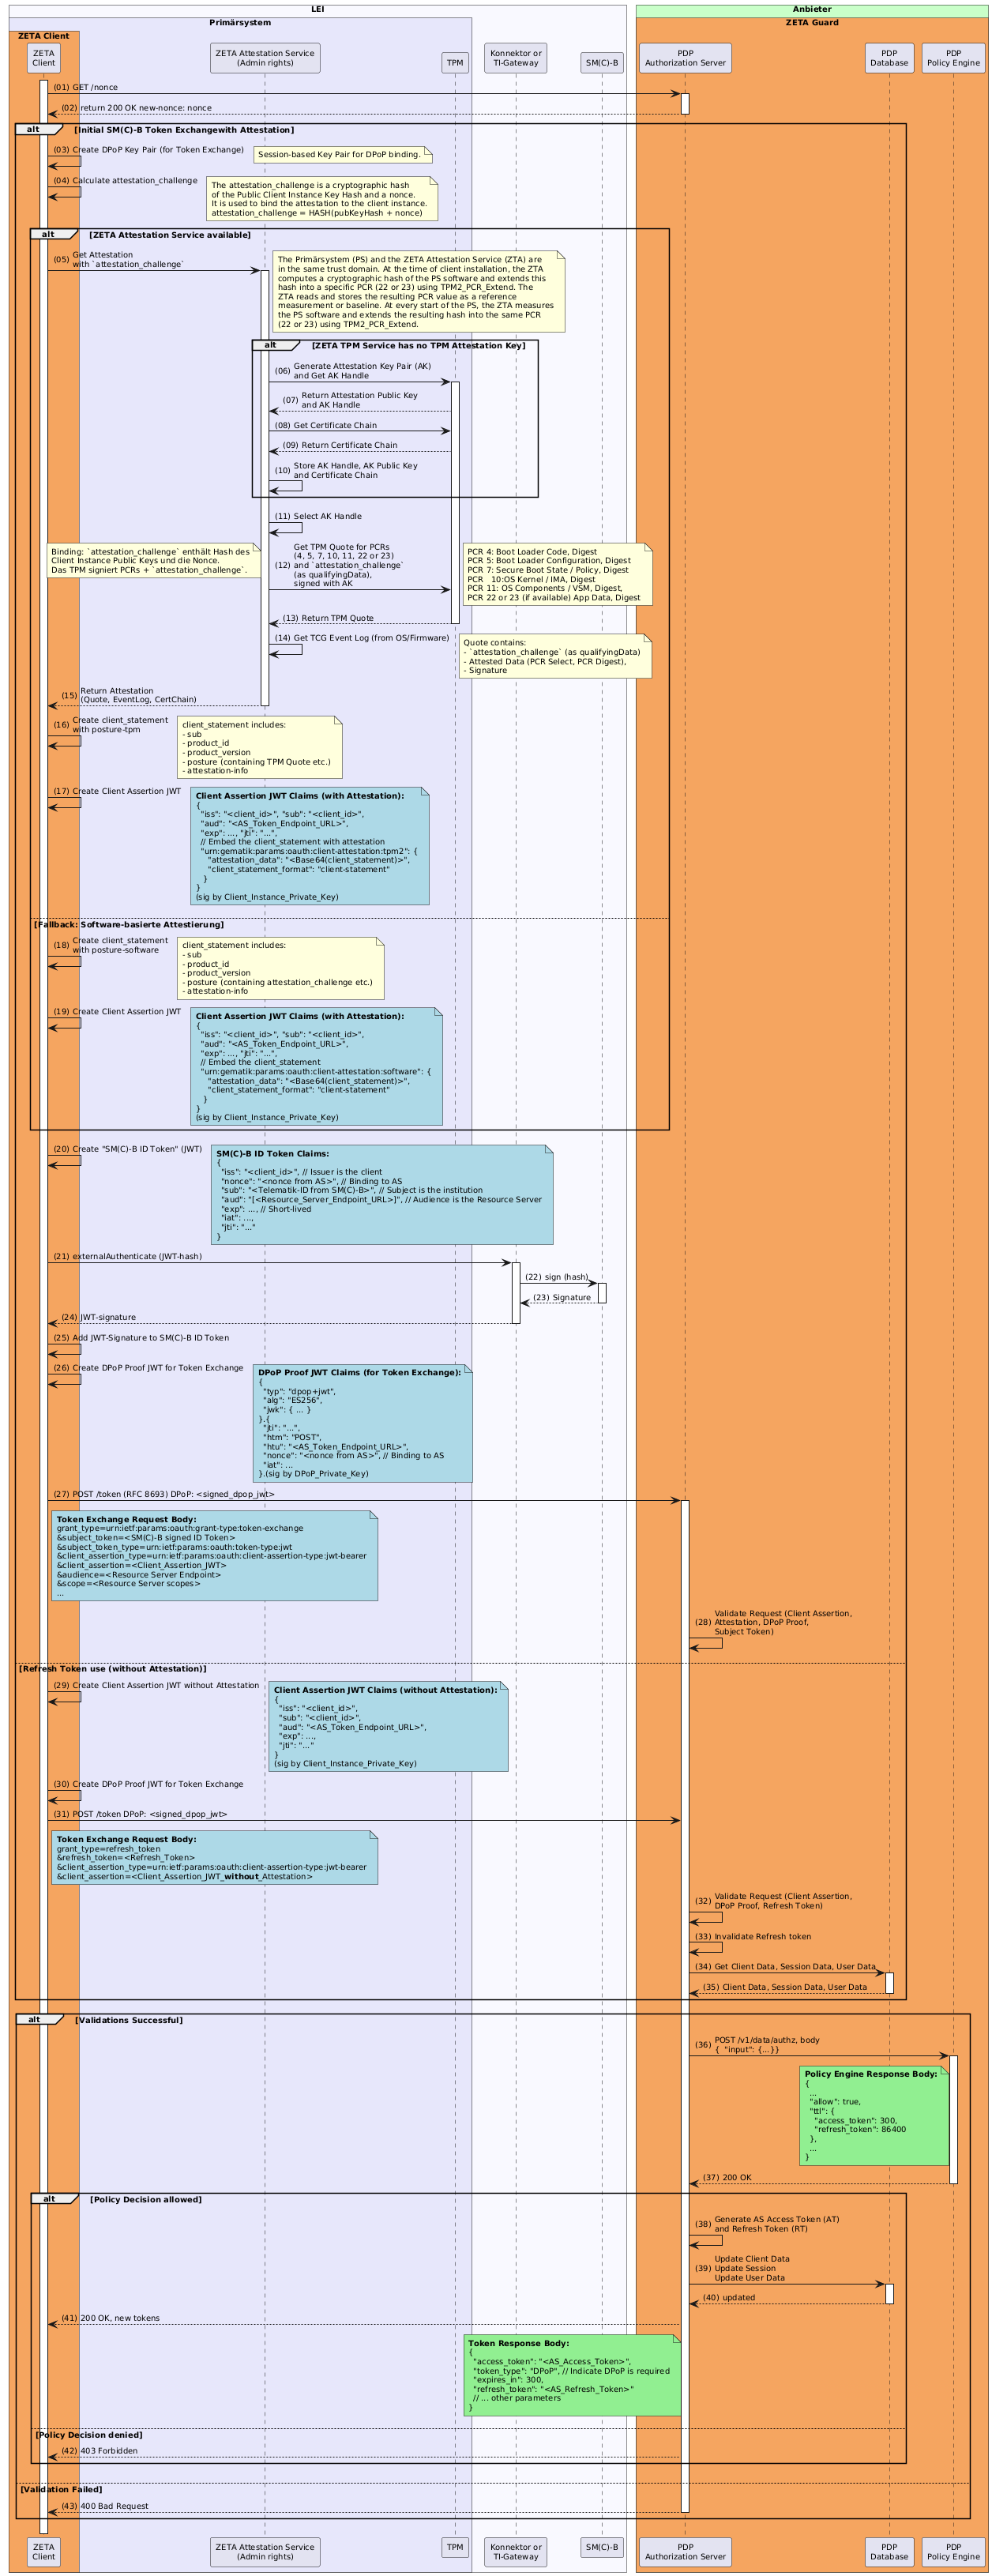 LEI
Anbieter
Primärsystem
ZETA Guard
ZETA Client
ZETA
Client
ZETA Attestation Service
(Admin rights)
TPM
Konnektor or
TI-Gateway
SM(C)-B
PDP
Authorization Server
PDP
Database
PDP
Policy Engine
(01) GET /nonce
(02) return 200 OK new-nonce: nonce
alt [Initial SM(C)-B Token Exchangewith Attestation]
(03) Create DPoP Key Pair (for Token Exchange)
Session-based Key Pair for DPoP binding.
(04) Calculate attestation_challenge
The attestation_challenge is a cryptographic hash
of the Public Client Instance Key Hash and a nonce.
It is used to bind the attestation to the client instance.
attestation_challenge = HASH(pubKeyHash + nonce)
alt [ZETA Attestation Service available]
(05) Get Attestation
with `attestation_challenge`
The Primärsystem (PS) and the ZETA Attestation Service (ZTA) are
in the same trust domain. At the time of client installation, the ZTA
computes a cryptographic hash of the PS software and extends this
hash into a specific PCR (22 or 23) using TPM2_PCR_Extend. The
ZTA reads and stores the resulting PCR value as a reference
measurement or baseline. At every start of the PS, the ZTA measures
the PS software and extends the resulting hash into the same PCR
(22 or 23) using TPM2_PCR_Extend.
alt [ZETA TPM Service has no TPM Attestation Key]
(06) Generate Attestation Key Pair (AK)
and Get AK Handle
(07) Return Attestation Public Key
and AK Handle
(08) Get Certificate Chain
(09) Return Certificate Chain
(10) Store AK Handle, AK Public Key
and Certificate Chain
(11) Select AK Handle
Binding: `attestation_challenge` enthält Hash des
Client Instance Public Keys und die Nonce.
Das TPM signiert PCRs + `attestation_challenge`.
Get TPM Quote for PCRs
(4, 5, 7, 10, 11, 22 or 23)
(12) and `attestation_challenge`
(as qualifyingData),
signed with AK
PCR 4: Boot Loader Code, Digest
PCR 5: Boot Loader Configuration, Digest
PCR 7: Secure Boot State / Policy, Digest
PCR 10:OS Kernel / IMA, Digest
PCR 11: OS Components / VSM, Digest,
PCR 22 or 23 (if available) App Data, Digest
(13) Return TPM Quote
(14) Get TCG Event Log (from OS/Firmware)
Quote contains:
- `attestation_challenge` (as qualifyingData)
- Attested Data (PCR Select, PCR Digest),
- Signature
(15) Return Attestation
(Quote, EventLog, CertChain)
(16) Create client_statement
with posture-tpm
client_statement includes:
- sub
- product_id
- product_version
- posture (containing TPM Quote etc.)
- attestation-info
(17) Create Client Assertion JWT
Client Assertion JWT Claims (with Attestation):
{
"iss": "<client_id>", "sub": "<client_id>",
"aud": "<AS_Token_Endpoint_URL>",
"exp": ..., "jti": "...",
// Embed the client_statement with attestation
"urn:gematik:params:oauth:client-attestation:tpm2": {
"attestation_data": "<Base64(client_statement)>",
"client_statement_format": "client-statement"
}
}
(sig by Client_Instance_Private_Key)
[Fallback: Software-basierte Attestierung]
(18) Create client_statement
with posture-software
client_statement includes:
- sub
- product_id
- product_version
- posture (containing attestation_challenge etc.)
- attestation-info
(19) Create Client Assertion JWT
Client Assertion JWT Claims (with Attestation):
{
"iss": "<client_id>", "sub": "<client_id>",
"aud": "<AS_Token_Endpoint_URL>",
"exp": ..., "jti": "...",
// Embed the client_statement
"urn:gematik:params:oauth:client-attestation:software": {
"attestation_data": "<Base64(client_statement)>",
"client_statement_format": "client-statement"
}
}
(sig by Client_Instance_Private_Key)
(20) Create "SM(C)-B ID Token" (JWT)
SM(C)-B ID Token Claims:
{
"iss": "<client_id>", // Issuer is the client
"nonce": "<nonce from AS>", // Binding to AS
"sub": "<Telematik-ID from SM(C)-B>", // Subject is the institution
"aud": "[<Resource_Server_Endpoint_URL>]", // Audience is the Resource Server
"exp": ..., // Short-lived
"iat": ...,
"jti": "..."
}
(21) externalAuthenticate (JWT-hash)
(22) sign (hash)
(23) Signature
(24) JWT-signature
(25) Add JWT-Signature to SM(C)-B ID Token
(26) Create DPoP Proof JWT for Token Exchange
DPoP Proof JWT Claims (for Token Exchange):
{
"typ": "dpop+jwt",
"alg": "ES256",
"jwk": { ... }
}.{
"jti": "...",
"htm": "POST",
"htu": "<AS_Token_Endpoint_URL>",
"nonce": "<nonce from AS>", // Binding to AS
"iat": ...
}.(sig by DPoP_Private_Key)
(27) POST /token (RFC 8693) DPoP: <signed_dpop_jwt>
Token Exchange Request Body:
grant_type=urn:ietf:params:oauth:grant-type:token-exchange
&subject_token=<SM(C)-B signed ID Token>
&subject_token_type=urn:ietf:params:oauth:token-type:jwt
&client_assertion_type=urn:ietf:params:oauth:client-assertion-type:jwt-bearer
&client_assertion=<Client_Assertion_JWT>
&audience=<Resource Server Endpoint>
&scope=<Resource Server scopes>
...
Validate Request (Client Assertion,
(28) Attestation, DPoP Proof,
Subject Token)
[Refresh Token use (without Attestation)]
(29) Create Client Assertion JWT without Attestation
Client Assertion JWT Claims (without Attestation):
{
"iss": "<client_id>",
"sub": "<client_id>",
"aud": "<AS_Token_Endpoint_URL>",
"exp": ...,
"jti": "..."
}
(sig by Client_Instance_Private_Key)
(30) Create DPoP Proof JWT for Token Exchange
(31) POST /token DPoP: <signed_dpop_jwt>
Token Exchange Request Body:
grant_type=refresh_token
&refresh_token=<Refresh_Token>
&client_assertion_type=urn:ietf:params:oauth:client-assertion-type:jwt-bearer
&client_assertion=<Client_Assertion_JWT_without_Attestation>
(32) Validate Request (Client Assertion,
DPoP Proof, Refresh Token)
(33) Invalidate Refresh token
(34) Get Client Data, Session Data, User Data
(35) Client Data, Session Data, User Data
alt [Validations Successful]
(36) POST /v1/data/authz, body
{ "input": {...}}
Policy Engine Response Body:
{
...
"allow": true,
"ttl": {
"access_token": 300,
"refresh_token": 86400
},
...
}
(37) 200 OK
alt [Policy Decision allowed]
(38) Generate AS Access Token (AT)
and Refresh Token (RT)
Update Client Data
(39) Update Session
Update User Data
(40) updated
(41) 200 OK, new tokens
Token Response Body:
{
"access_token": "<AS_Access_Token>",
"token_type": "DPoP", // Indicate DPoP is required
"expires_in": 300,
"refresh_token": "<AS_Refresh_Token>"
// ... other parameters
}
[Policy Decision denied]
(42) 403 Forbidden
[Validation Failed]
(43) 400 Bad Request
ZETA
Client
ZETA Attestation Service
(Admin rights)
TPM
Konnektor or
TI-Gateway
SM(C)-B
PDP
Authorization Server
PDP
Database
PDP
Policy Engine